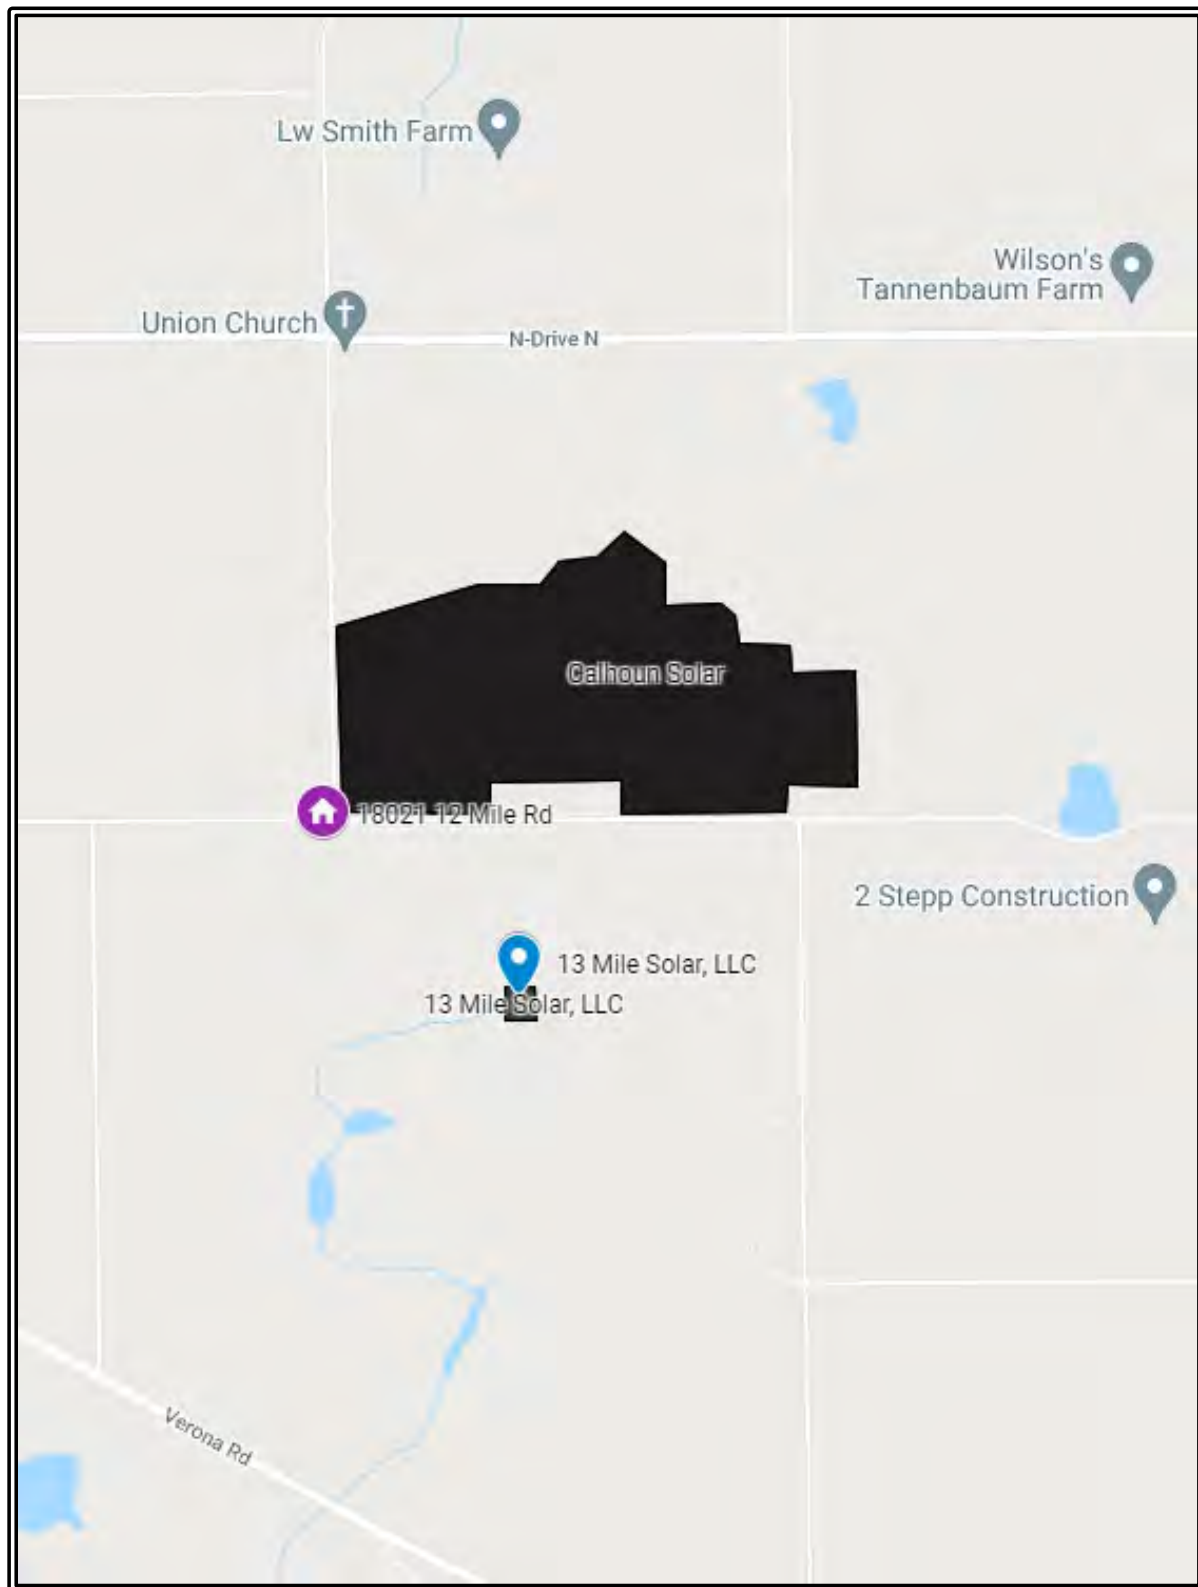 Lw Smith Farm
Wilson's
Tannenbaum Farm
Union Church
N-Drive N
Calhoun Solar
18021 12 Mile Rd
2 Stepp Construction
13 Mile Solar, LLC
13 Mile Solar, LLC
Verona Rd